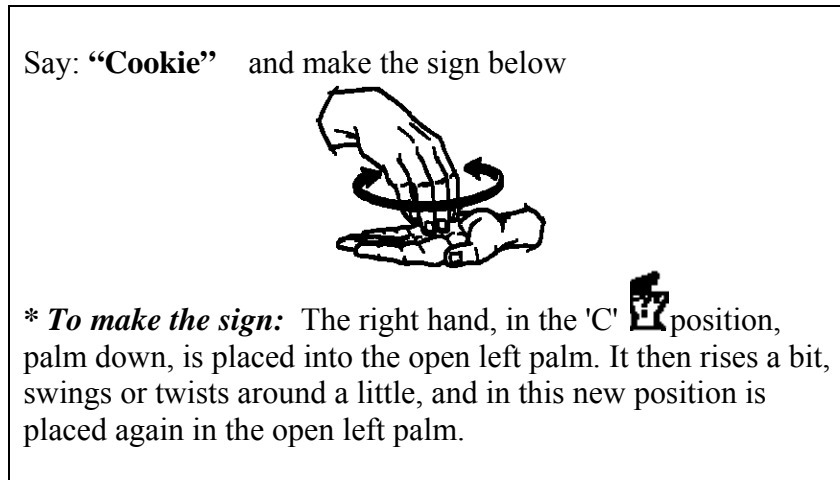 Say: “Cookie” and make the sign below
* To make the sign: The right hand, in the 'C' position,
palm down, is placed into the open left palm. It then rises a bit,
swings or twists around a little, and in this new position is
placed again in the open left palm.